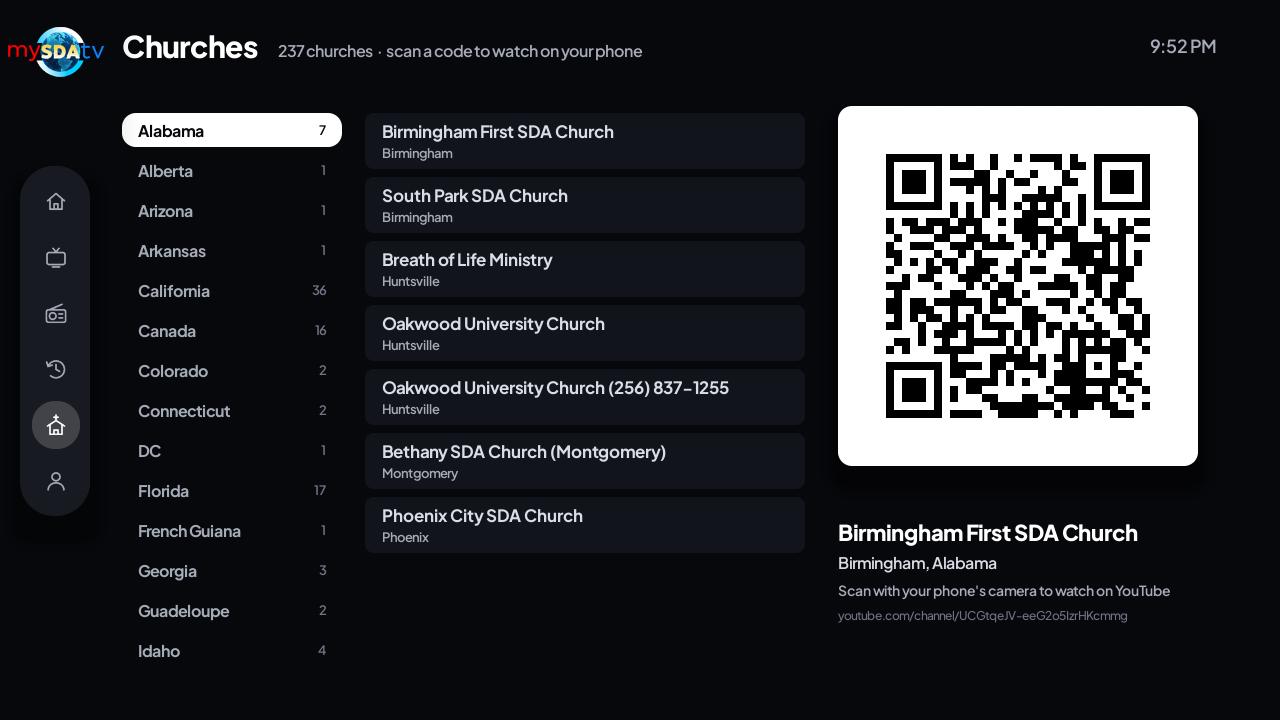 mySDAtv
Churches
237 churches · scan a code to watch on your phone
9:52 PM
Alabama 7
Alberta 1
Arizona 1
Arkansas 1
California 36
Canada 16
Colorado 2
Connecticut 2
DC 1
Florida 17
French Guiana 1
Georgia 3
Guadeloupe 2
Idaho 4
Birmingham First SDA Church
Birmingham
South Park SDA Church
Birmingham
Breath of Life Ministry
Huntsville
Oakwood University Church
Huntsville
Oakwood University Church (256) 837-1255
Huntsville
Bethany SDA Church (Montgomery)
Montgomery
Phoenix City SDA Church
Phoenix
Birmingham First SDA Church
Birmingham, Alabama
Scan with your phone's camera to watch on YouTube
youtube.com/channel/UCGtqeJV-eeG2o5IzrHKcmmg